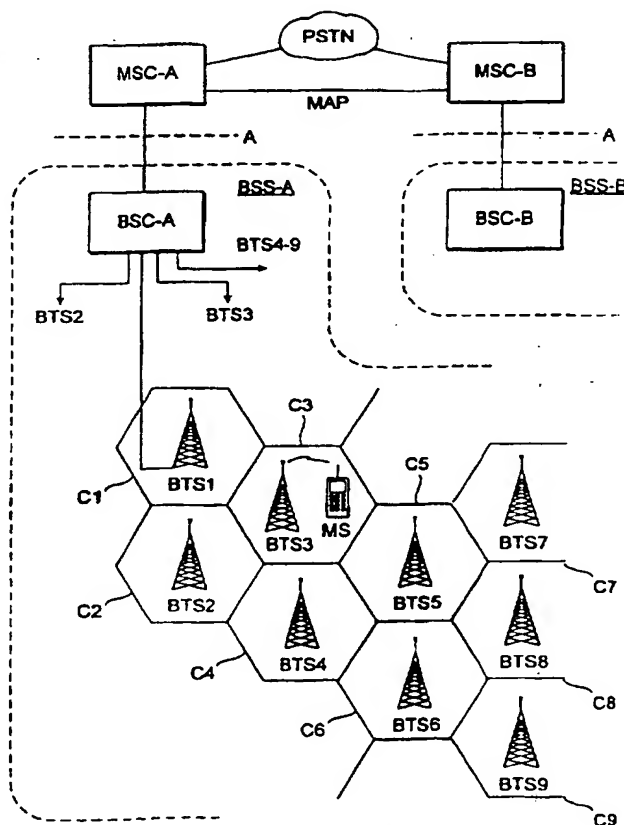 PSTN
MSC-A
MSC-B
MAP
A
A
BSS-A
BSS-B
BSC-A
BSC-B
BTS4-9
BTS2
BTS3
C3
C1
BTS1
C5
BTS3
MS
BTS7
C2
BTS2
BTS5
C7
C4
BTS4
BTS8
C6
BTS6
C8
BTS9
C9